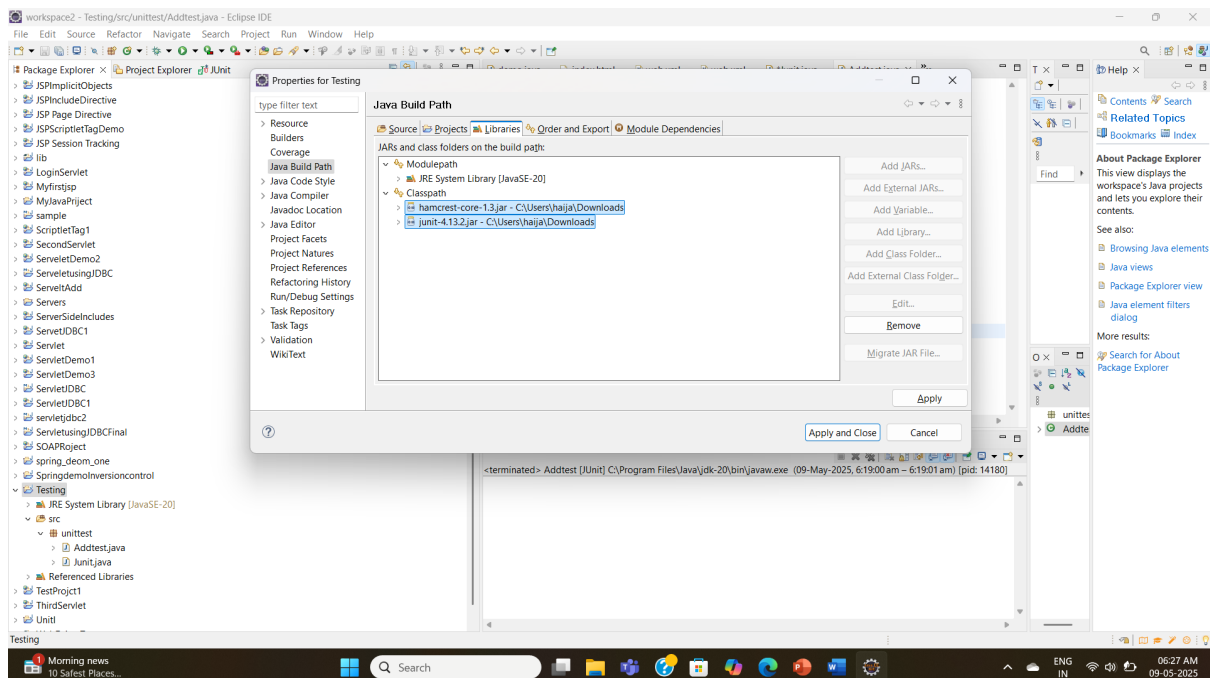 workspace2 - Testing/src/unittest/Addtest.java - Eclipse IDE
File Edit Source Refactor Navigate Search Project Run Window Help
Package Explorer Project Explorer JUnit
JSPImplicitObjects
JSPIncludeDirective
JSP Page Directive
JSPScriptletTagDemo
JSP Session Tracking
lib
LoginServlet
Myfirstjsp
MyJavaPriject
sample
ScriptletTag1
SecondServlet
ServeletDemo2
ServeletusingJDBC
ServeltAdd
Servers
ServerSideIncludes
ServetJDBC1
Servlet
ServletDemo1
ServletDemo3
ServletJDBC
ServletJDBC1
servletjdbc2
ServletusingJDBCFinal
SOAPRoject
spring_deom_one
SpringdemoInversioncontrol
Testing
JRE System Library [JavaSE-20]
src
unittest
Addtest.java
Junit.java
Referenced Libraries
TestProjct1
ThirdServlet
UnitI
Testing
Properties for Testing
type filter text
Resource
Builders
Coverage
Java Build Path
Java Code Style
Java Compiler
Javadoc Location
Java Editor
Project Facets
Project Natures
Project References
Refactoring History
Run/Debug Settings
Task Repository
Task Tags
Validation
WikiText
Java Build Path
Source Projects Libraries Order and Export Module Dependencies
JARs and class folders on the build path:
Modulepath
JRE System Library [JavaSE-20]
Classpath
hamcrest-core-1.3.jar - C:\Users\haija\Downloads
junit-4.13.2.jar - C:\Users\haija\Downloads
Add JARs...
Add External JARs...
Add Variable...
Add Library...
Add Class Folder...
Add External Class Folder...
Edit...
Remove
Migrate JAR File...
Apply
Apply and Close Cancel
<terminated> Addtest [JUnit] C:\Program Files\Java\jdk-20\bin\javaw.exe (09-May-2025, 6:19:00 am – 6:19:01 am) [pid: 14180]
T
Find
O
unittes
Addte
Help
Contents Search
Related Topics
Bookmarks Index
About Package Explorer
This view displays the
workspace's Java projects
and lets you explore their
contents.
See also:
Browsing Java elements
Java views
Package Explorer view
Java element filters
dialog
More results:
Search for About
Package Explorer
1
Morning news
10 Safest Places...
Search
ENG
IN
06:27 AM
09-05-2025